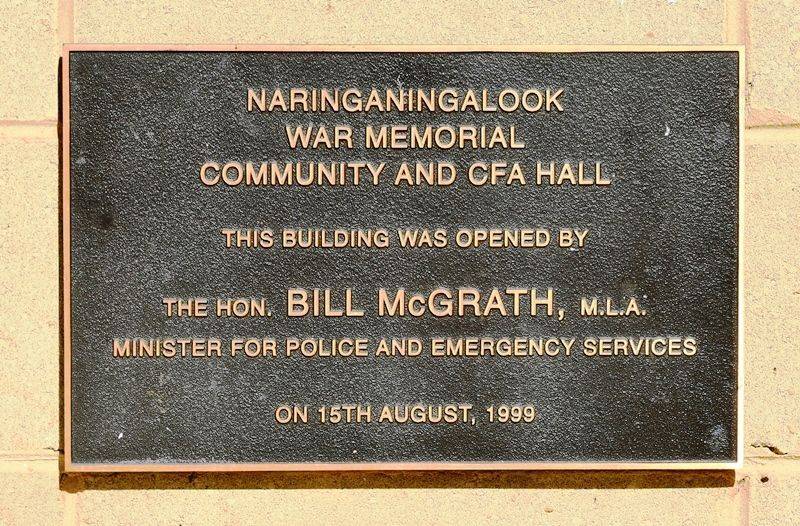 NARINGANINGALOOK
WAR MEMORIAL
COMMUNITY AND CFA HALL
THIS BUILDING WAS OPENED BY
THE HON. BILL McGRATH, M.L.A.
MINISTER FOR POLICE AND EMERGENCY SERVICES
ON 15TH AUGUST, 1999